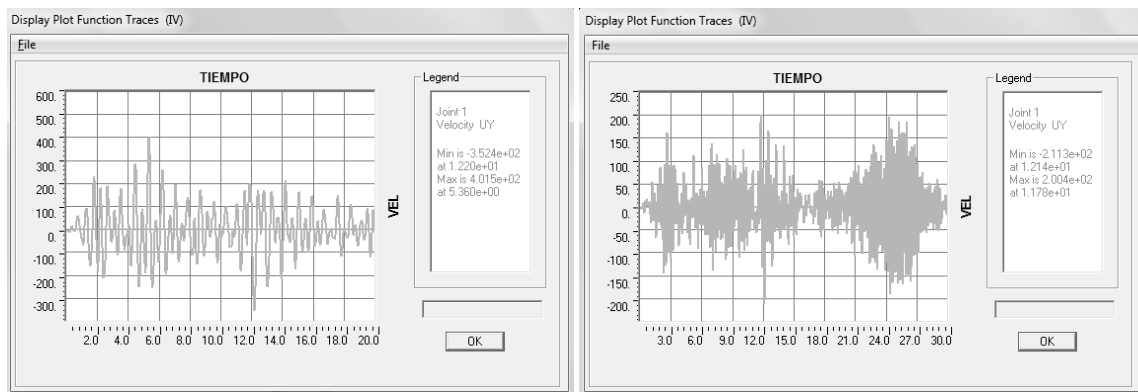 Display Plot Function Traces (IV)
File
TIEMPO
600.
500.
400.
300.
200.
100.
0.
-100.
-200.
-300.
2.0 4.0 6.0 8.0 10.0 12.0 14.0 16.0 18.0 20.0
VEL
Legend
Joint 1
Velocity UY
Min is -3.524e+02
at 1.220e+01
Max is 4.015e+02
at 5.360e+00
OK
Display Plot Function Traces (IV)
File
TIEMPO
250.
200.
150.
100.
50.
0.
-50.
-100.
-150.
-200.
3.0 6.0 9.0 12.0 15.0 18.0 21.0 24.0 27.0 30.0
VEL
Legend
Joint 1
Velocity UY
Min is -2.113e+02
at 1.214e+01
Max is 2.004e+02
at 1.178e+01
OK